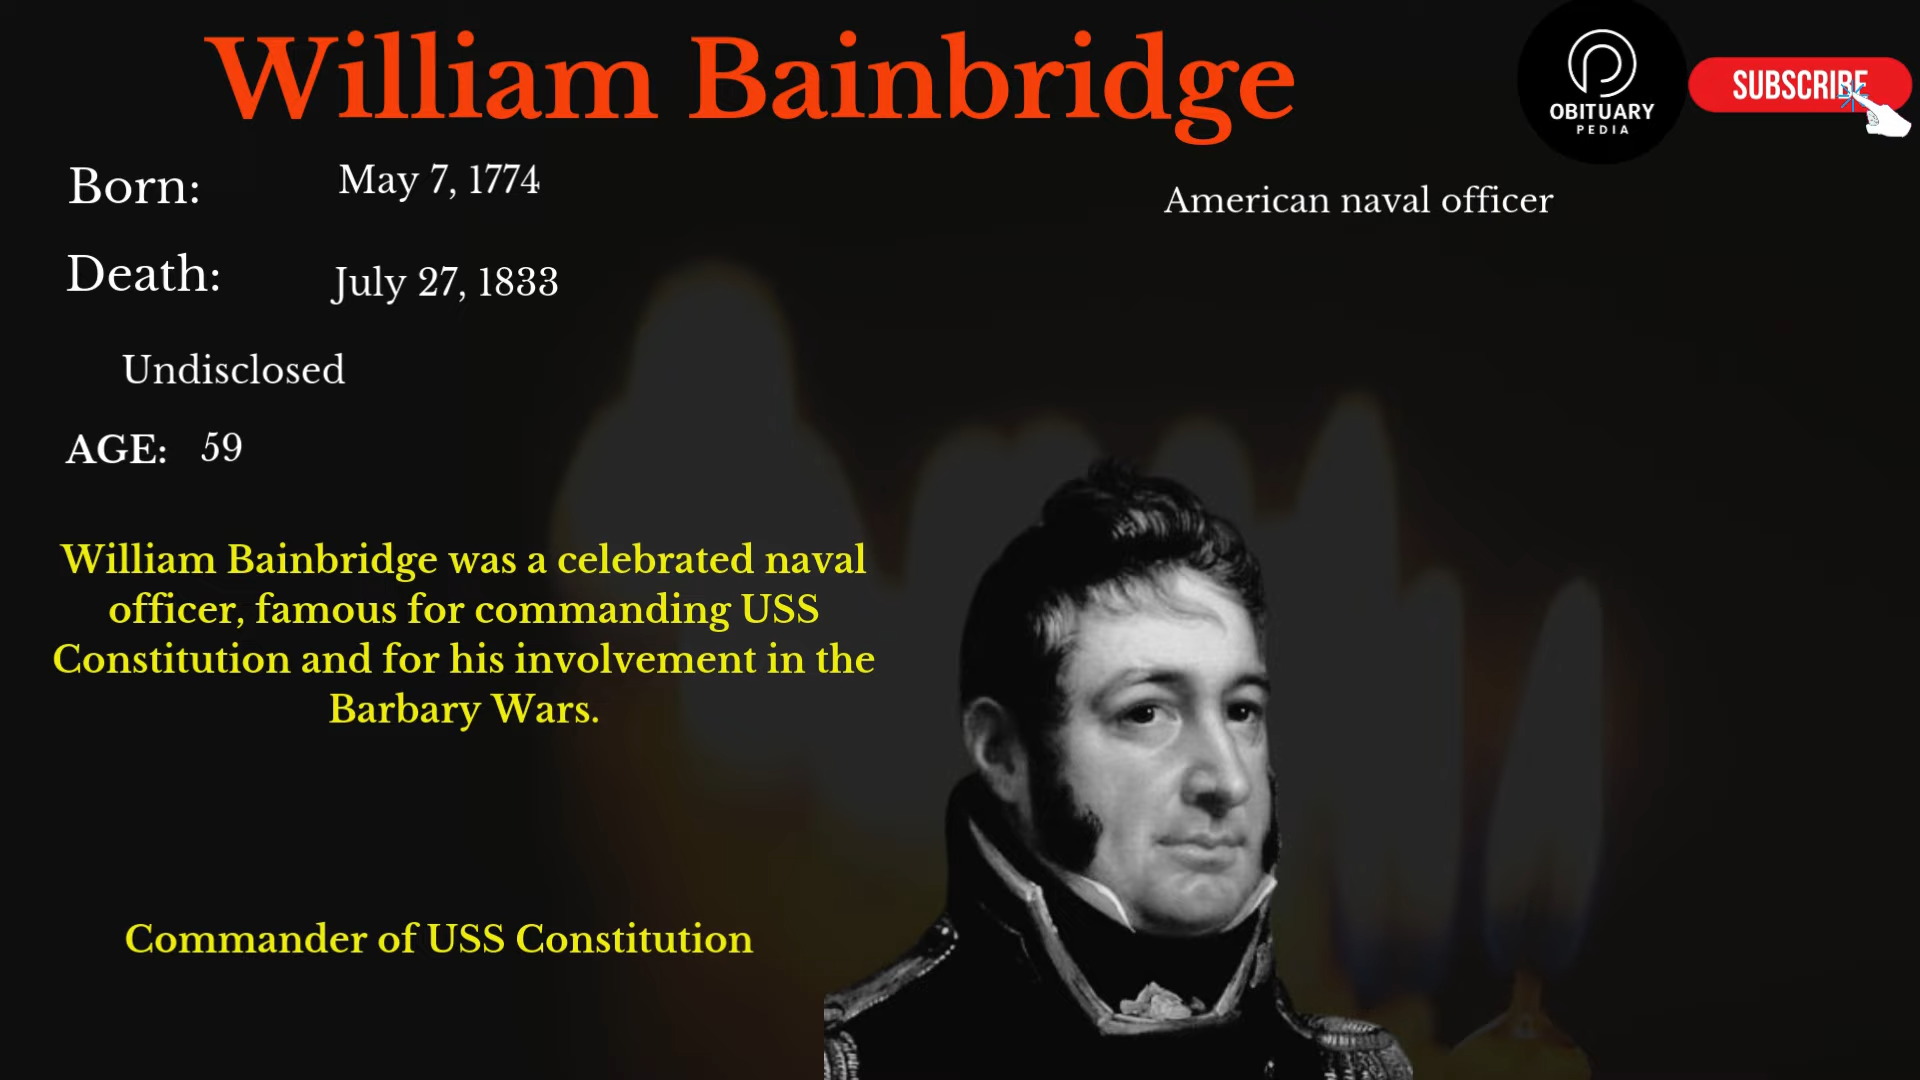 William Bainbridge
OBITUARY
PEDIA
SUBSCRIBE
Born:
May 7, 1774
American naval officer
Death:
July 27, 1833
Undisclosed
AGE: 59
William Bainbridge was a celebrated naval
officer, famous for commanding USS
Constitution and for his involvement in the
Barbary Wars.
Commander of USS Constitution